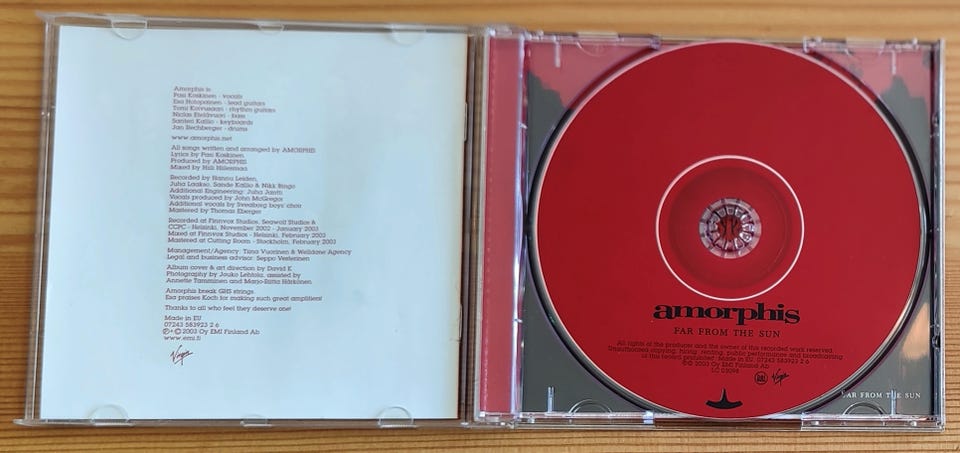 Amorphis is
Pasi Koskinen - vocals
Esa Holopainen - lead guitars
Tomi Koivusaari - rhythm guitars
Niclas Etelävuori - bass
Santeri Kallio - keyboards
Jan Rechberger - drums
www.amorphis.net
All songs written and arranged by AMORPHIS
Lyrics by Pasi Koskinen
Produced by AMORPHIS
Mixed by Hiili Hiilesmaa
Recorded by Hannu Leiden,
Juha Laakso, Sande Kallio & Nikk Bingo
Additional Engineering: Juha Jäntti
Vocals produced by John McGregor
Additional vocals by Sveaborg boys' choir
Mastered by Thomas Eberger
Recorded at Finnvox Studios, Seawolf Studios &
CCPC - Helsinki, November 2002 - January 2003
Mixed at Finnvox Studios - Helsinki, February 2003
Mastered at Cutting Room - Stockholm, February 2003
Management/Agency: Tiina Vuorinen & Welldone Agency
Legal and business advisor: Seppo Vesterinen
Album cover & art direction by David K
Photography by Jouko Lehtola, assisted by
Annette Tamminen and Marjo-Riitta Härkönen
Amorphis break GHS strings.
Esa praises Koch for making such great amplifiers!
Thanks to all who feel they deserve one!
Made in EU
07243 583923 2 6
℗+© 2003 Oy EMI Finland Ab
www.emi.fi
Virgin
amorphis
FAR FROM THE SUN
All rights of the producer and the owner of this recorded work reserved.
Unauthorised copying, hiring, renting, public performance and broadcasting
of this record prohibited. Made in EU. 07243 583923 2 6
℗© 2003 Oy EMI Finland Ab
LC 03098
Virgin
FAR FROM THE SUN